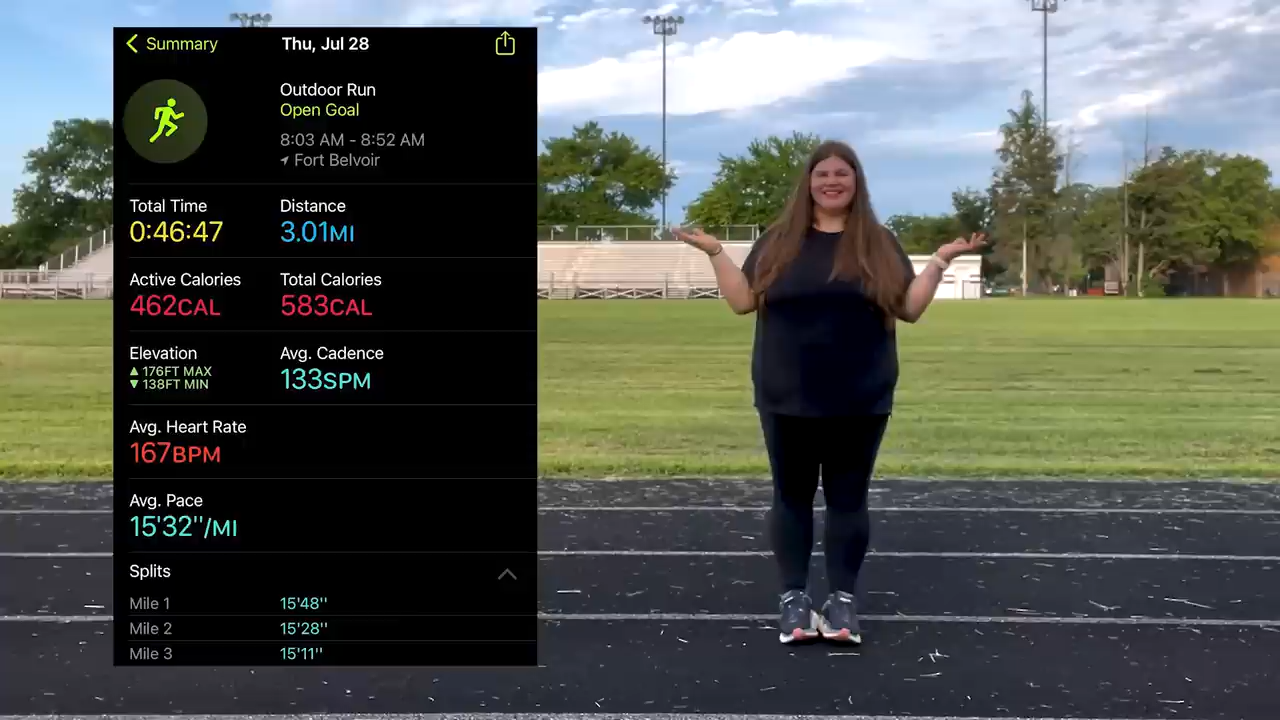 Summary
Thu, Jul 28
Outdoor Run
Open Goal
8:03 AM - 8:52 AM
Fort Belvoir
Total Time
Distance
0:46:47
3.01MI
Active Calories
Total Calories
462CAL
583CAL
Elevation
Avg. Cadence
▲ 176FT MAX
▼ 138FT MIN
133SPM
Avg. Heart Rate
167BPM
Avg. Pace
15'32''/MI
Splits
Mile 1 15'48''
Mile 2 15'28''
Mile 3 15'11''